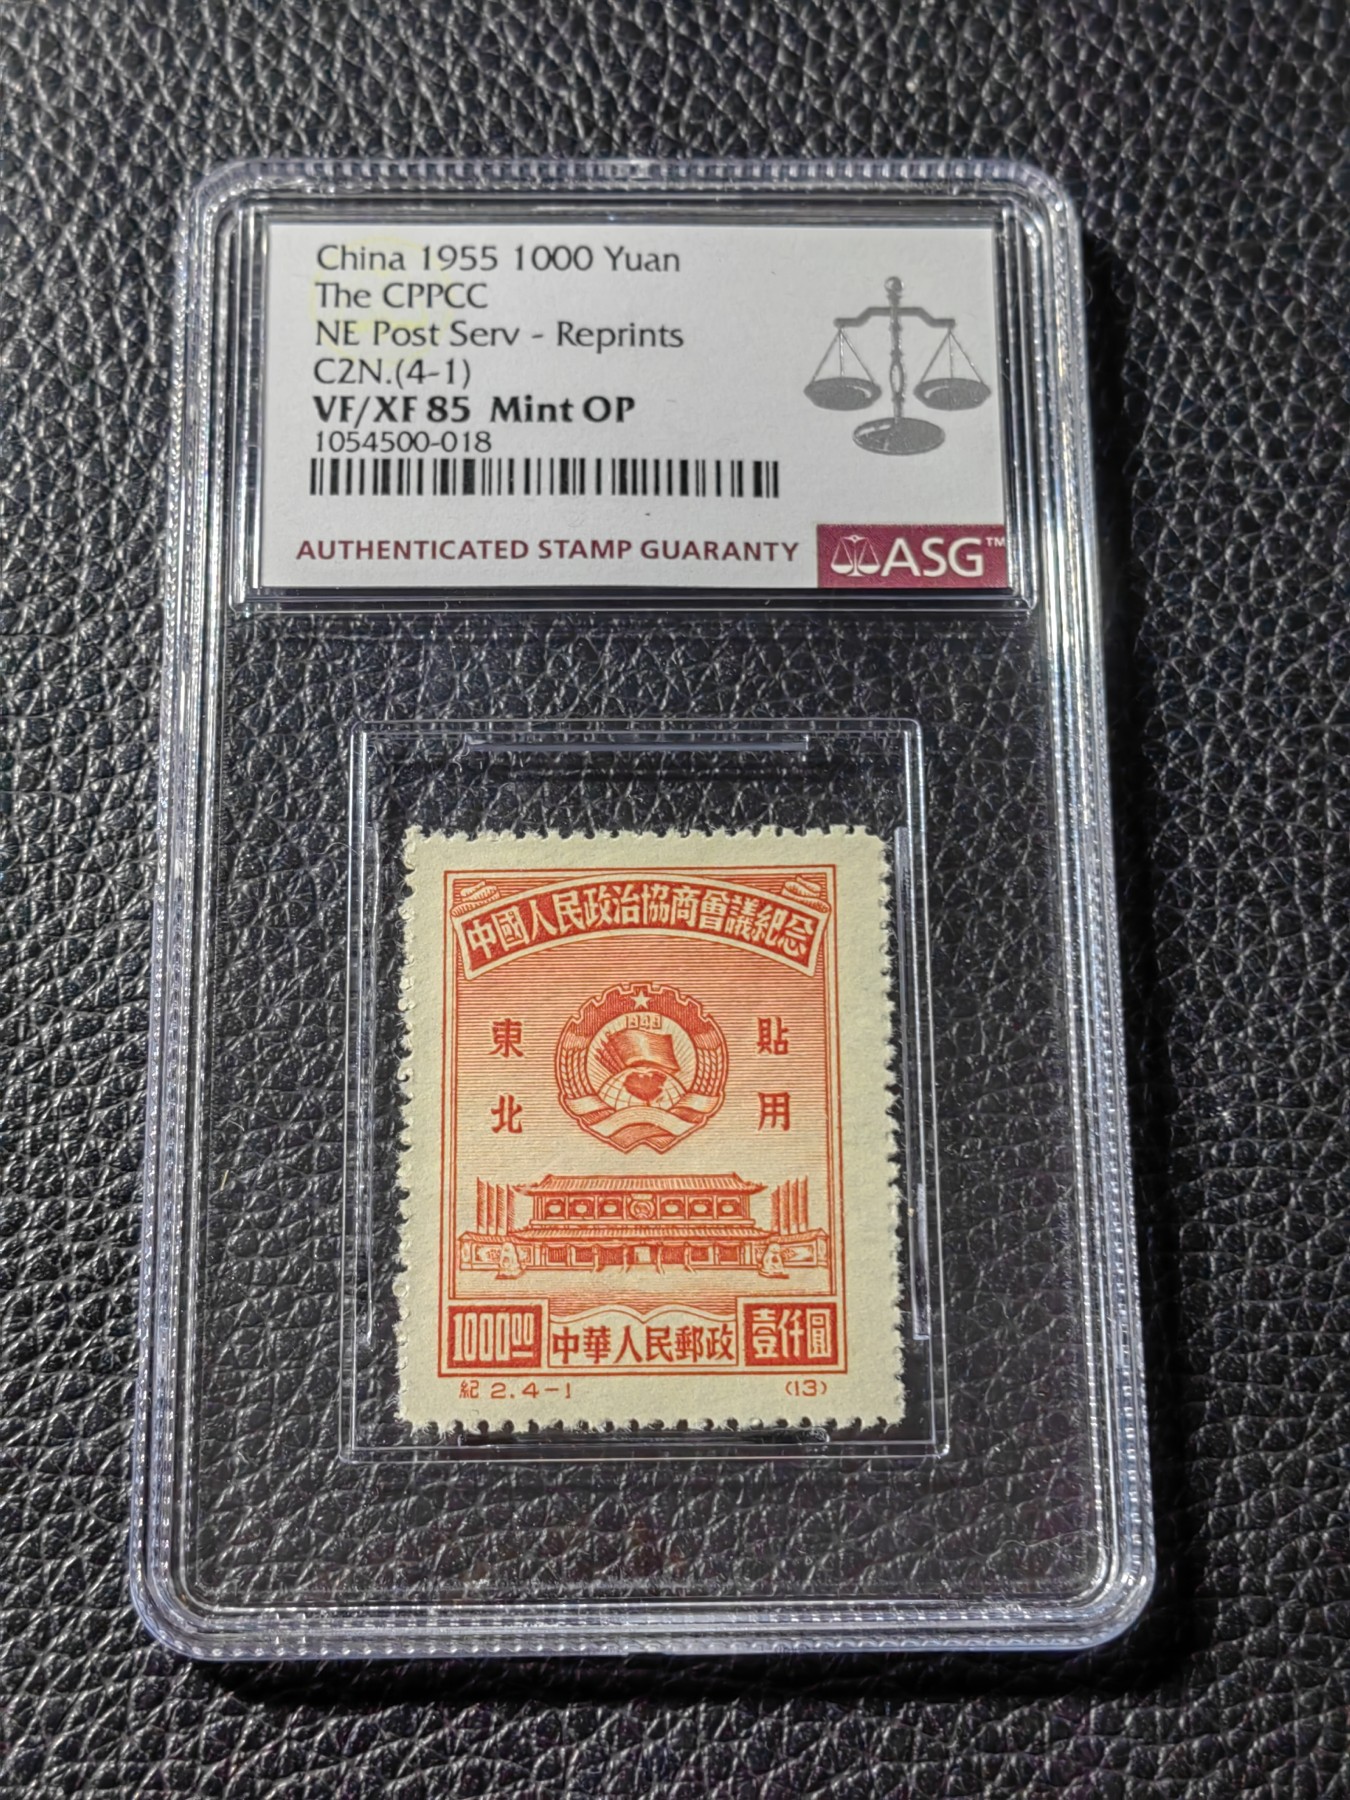 China 1955 1000 Yuan
The CPPCC
NE Post Serv - Reprints
C2N.(4-1)
VF/XF 85 Mint OP
1054500-018
AUTHENTICATED STAMP GUARANTY
ASG™
中國人民政治協商會議紀念
東北
貼用
100000
中華人民郵政
壹仟圓
紀2.4-1
(13)